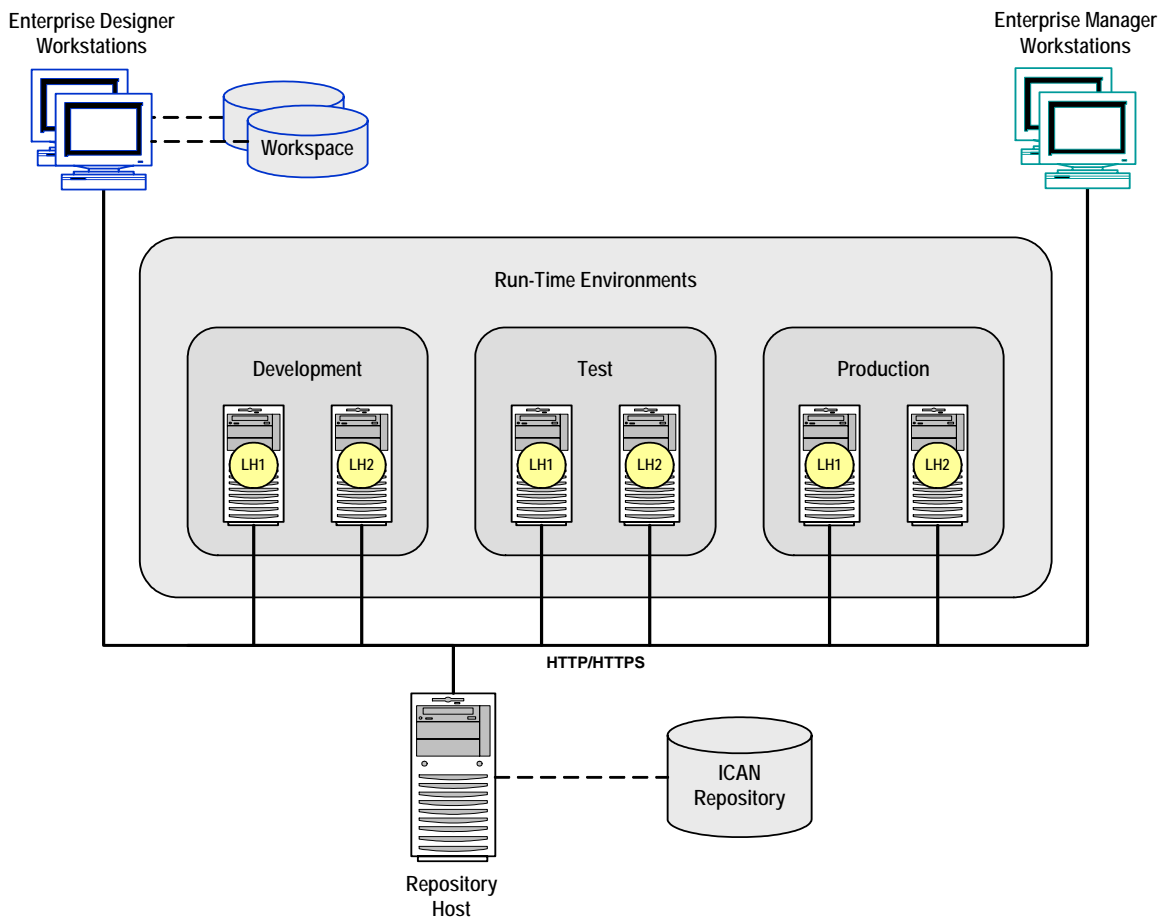 Enterprise Designer
Workstations
Enterprise Manager
Workstations
Workspace
Run-Time Environments
Development
Test
Production
LH1
LH2
LH1
LH2
LH1
LH2
HTTP/HTTPS
ICAN
Repository
Repository
Host